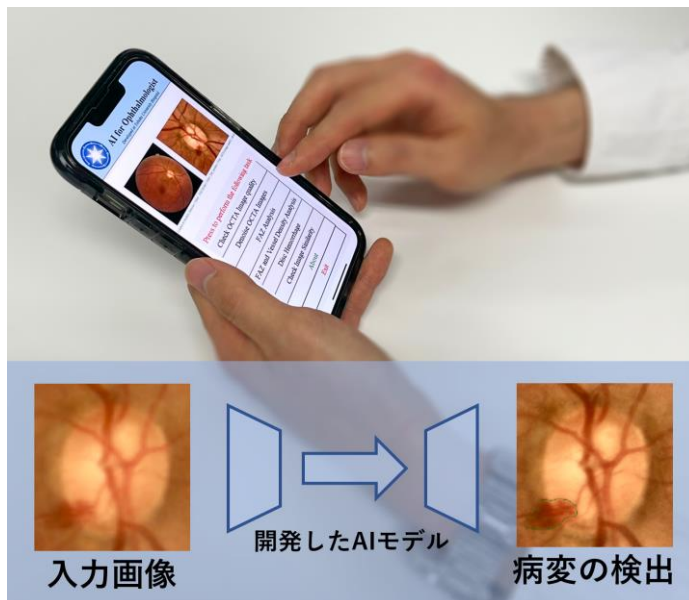 AI for Ophthalmologist
Press to perform the following task
Check OCTA Image quality
Denoise OCTA Images
FAZ Analysis
FAZ and Vessel Density Analysis
Disc Hemorrhage
Check Image Similarity
About
Exit
開発したAIモデル
入力画像
病変の検出